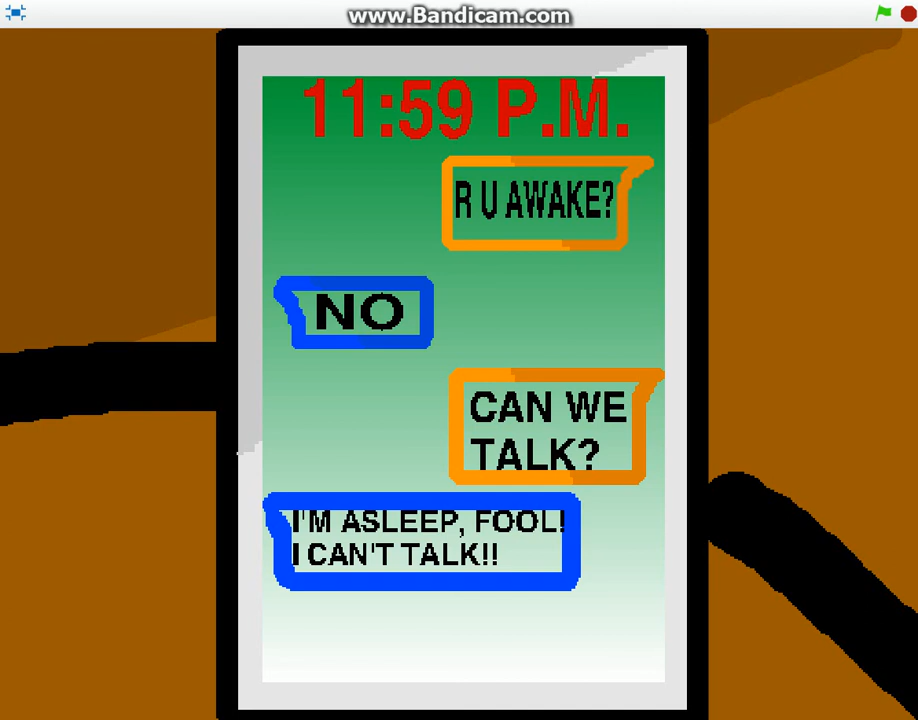 www.Bandicam.com
11:59 P.M.
R U AWAKE?
NO
CAN WE
TALK?
I'M ASLEEP, FOOL!
I CAN'T TALK!!